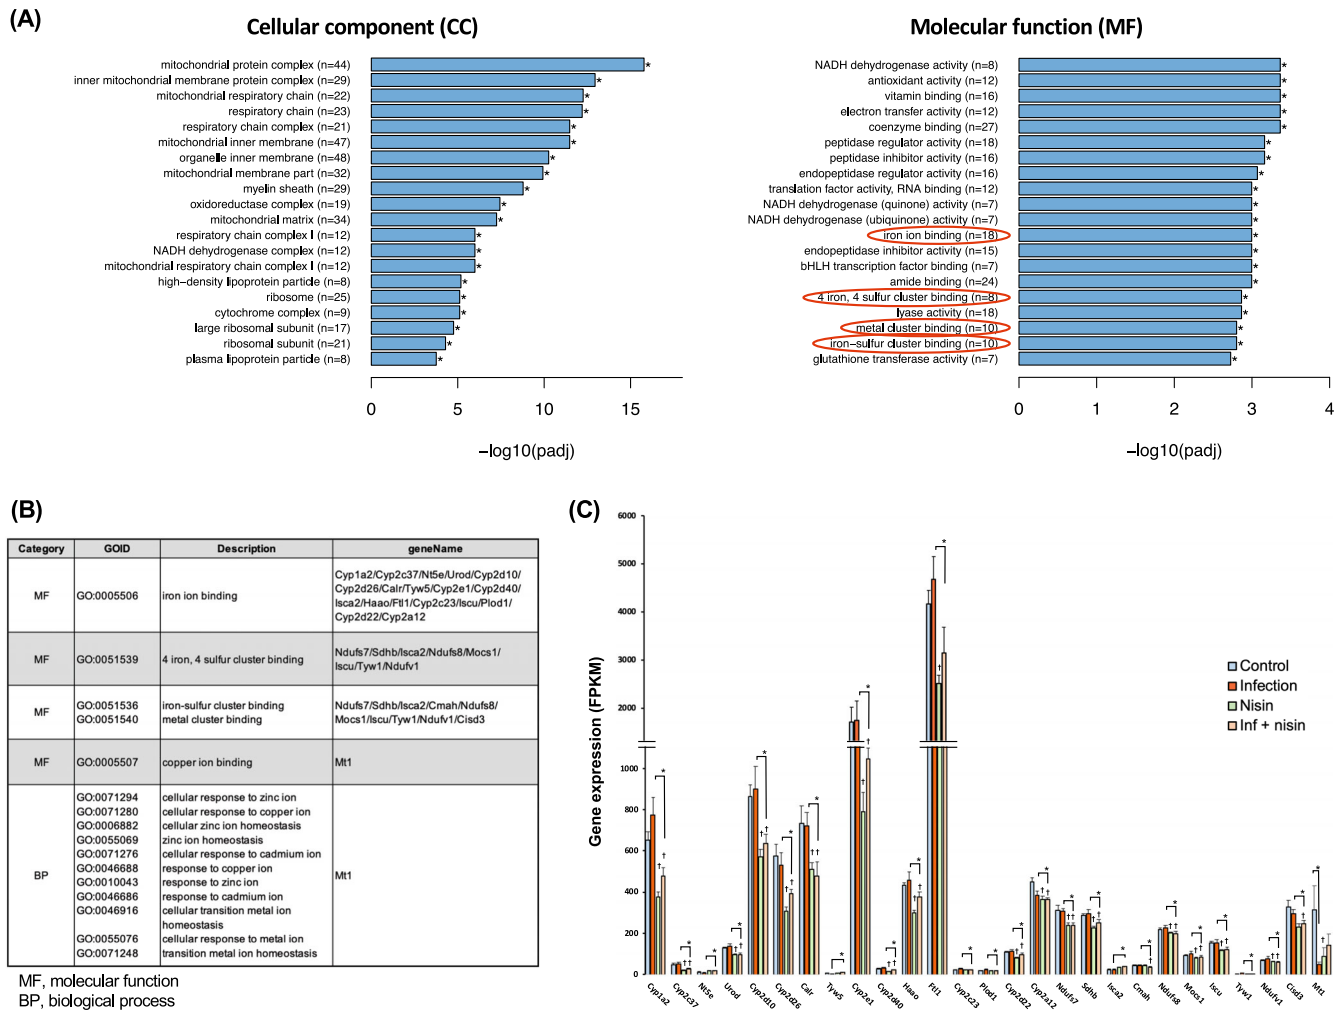 (A)
Cellular component (CC)
mitochondrial protein complex (n=44)
inner mitochondrial membrane protein complex (n=29)
mitochondrial respiratory chain (n=22)
respiratory chain (n=23)
respiratory chain complex (n=21)
mitochondrial inner membrane (n=47)
organelle inner membrane (n=48)
mitochondrial membrane part (n=32)
myelin sheath (n=29)
oxidoreductase complex (n=19)
mitochondrial matrix (n=34)
respiratory chain complex I (n=12)
NADH dehydrogenase complex (n=12)
mitochondrial respiratory chain complex I (n=12)
high−density lipoprotein particle (n=8)
ribosome (n=25)
cytochrome complex (n=9)
large ribosomal subunit (n=17)
ribosomal subunit (n=21)
plasma lipoprotein particle (n=8)
* * * * * * * * * * * * * * * * * * * *
0 5 10 15
−log10(padj)
Molecular function (MF)
NADH dehydrogenase activity (n=8)
antioxidant activity (n=12)
vitamin binding (n=16)
electron transfer activity (n=12)
coenzyme binding (n=27)
peptidase regulator activity (n=18)
peptidase inhibitor activity (n=16)
endopeptidase regulator activity (n=16)
translation factor activity, RNA binding (n=12)
NADH dehydrogenase (quinone) activity (n=7)
NADH dehydrogenase (ubiquinone) activity (n=7)
iron ion binding (n=18)
endopeptidase inhibitor activity (n=15)
bHLH transcription factor binding (n=7)
amide binding (n=24)
4 iron, 4 sulfur cluster binding (n=8)
lyase activity (n=18)
metal cluster binding (n=10)
iron−sulfur cluster binding (n=10)
glutathione transferase activity (n=7)
* * * * * * * * * * * * * * * * * * * *
0 1 2 3 4
−log10(padj)
(B)
Category GOID Description geneName
MF GO:0005506 iron ion binding
Cyp1a2/Cyp2c37/Nt5e/Urod/Cyp2d10/
Cyp2d26/Calr/Tyw5/Cyp2e1/Cyp2d40/
Isca2/Haao/Ftl1/Cyp2c23/Iscu/Plod1/
Cyp2d22/Cyp2a12
MF GO:0051539 4 iron, 4 sulfur cluster binding
Ndufs7/Sdhb/Isca2/Ndufs8/Mocs1/
Iscu/Tyw1/Ndufv1
MF
GO:0051536 iron-sulfur cluster binding
GO:0051540 metal cluster binding
Ndufs7/Sdhb/Isca2/Cmah/Ndufs8/
Mocs1/Iscu/Tyw1/Ndufv1/Cisd3
MF GO:0005507 copper ion binding Mt1
BP
GO:0071294 cellular response to zinc ion
GO:0071280 cellular response to copper ion
GO:0006882 cellular zinc ion homeostasis
GO:0055069 zinc ion homeostasis
GO:0071276 cellular response to cadmium ion
GO:0046688 response to copper ion
GO:0010043 response to zinc ion
GO:0046686 response to cadmium ion
GO:0046916 cellular transition metal ion
homeostasis
GO:0055076 cellular response to metal ion
GO:0071248 transition metal ion homeostasis
Mt1
MF, molecular function
BP, biological process
(C)
Gene expression (FPKM)
6000
5000
4000
3000
2000
1000
800
600
400
200
0
Control
Infection
Nisin
Inf + nisin
Cyp1a2 Cyp2c37 Nt5e Urod Cyp2d10 Cyp2d26 Calr Tyw5 Cyp2e1 Cyp2d40 Haao Ftl1 Cyp2c23 Plod1 Cyp2d22 Cyp2a12 Ndufs7 Sdhb Isca2 Cmah Ndufs8 Mocs1 Iscu Tyw1 Ndufv1 Cisd3 Mt1